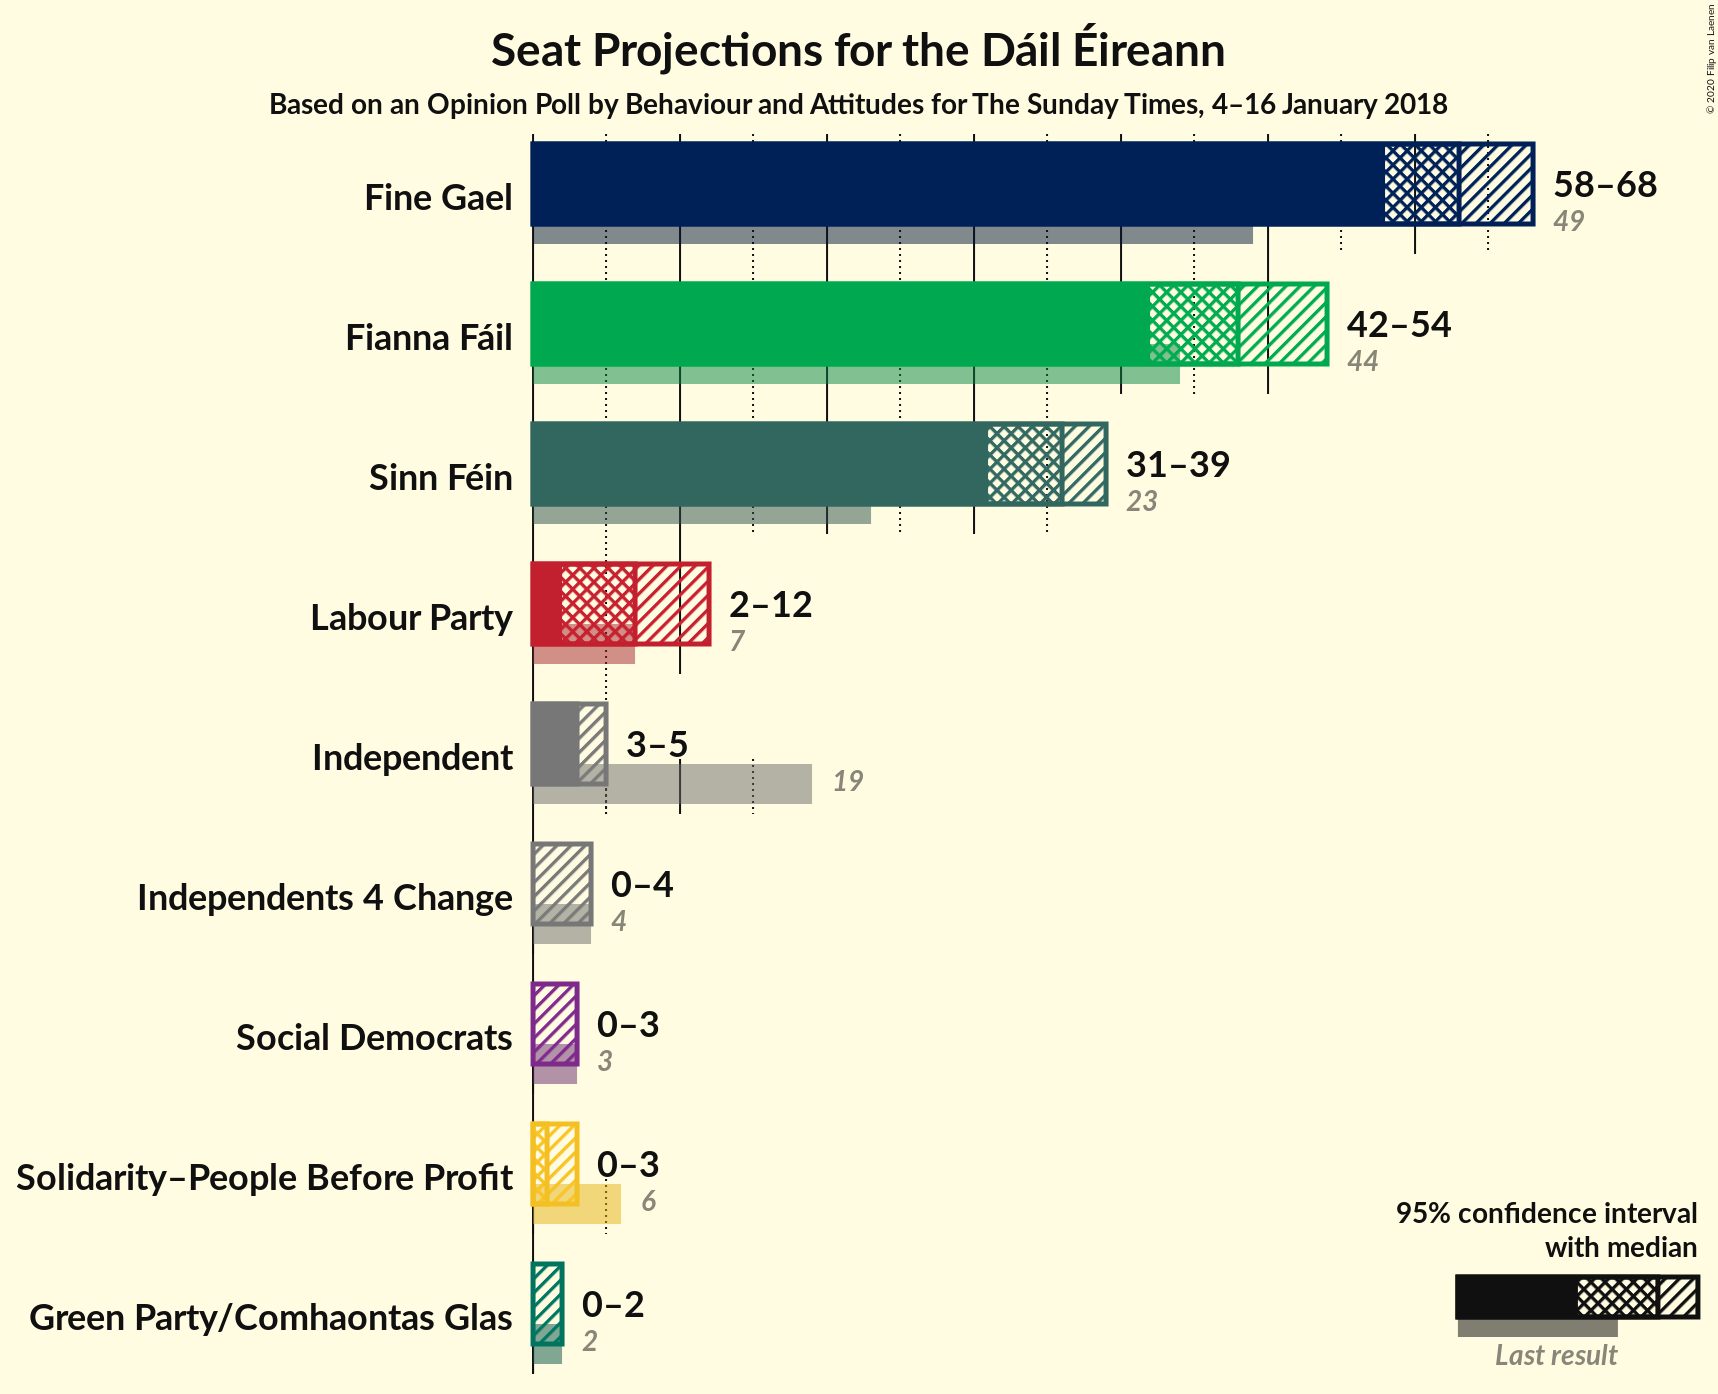 Seat Projections for the Dáil Éireann
Based on an Opinion Poll by Behaviour and Attitudes for The Sunday Times, 4–16 January 2018
© 2020 Filip van Laenen
Fine Gael
58–68
49
Fianna Fáil
42–54
44
Sinn Féin
31–39
23
Labour Party
2–12
7
Independent
3–5
19
Independents 4 Change
0–4
4
Social Democrats
0–3
3
Solidarity–People Before Profit
0–3
6
Green Party/Comhaontas Glas
0–2
2
95% confidence interval
with median
Last result